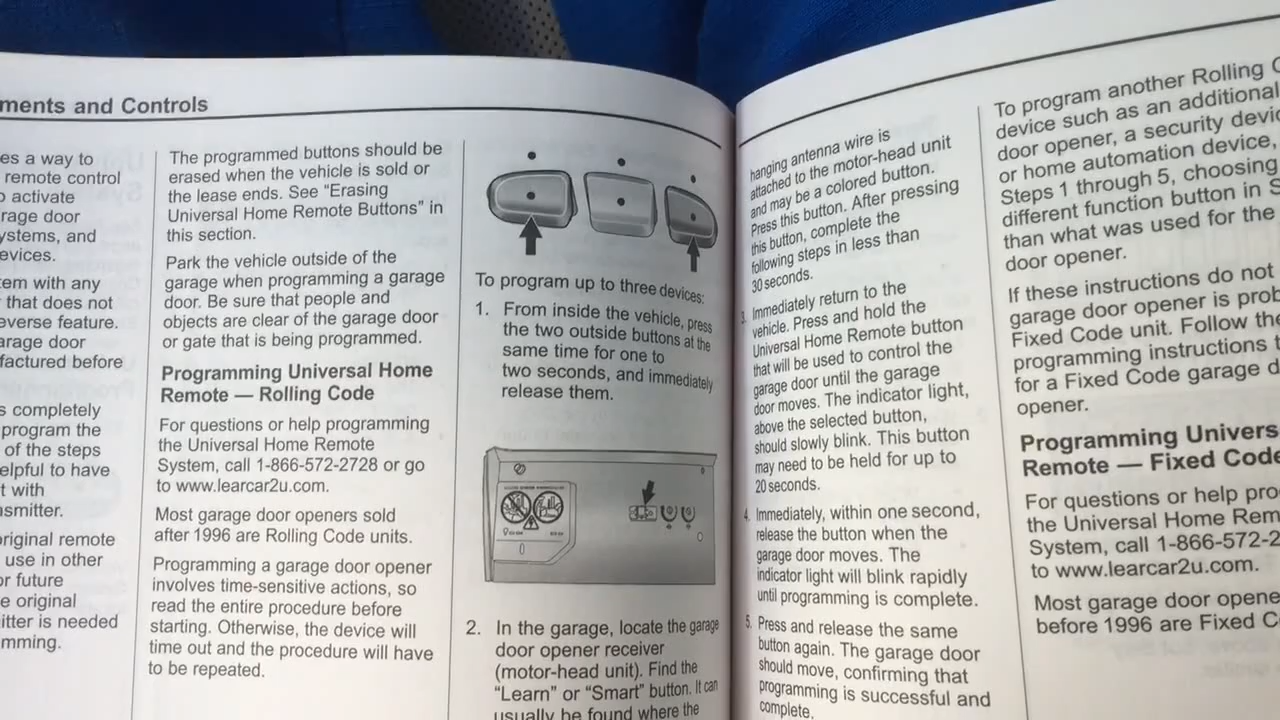 ments and Controls
es a way to
remote control
o activate
rage door
ystems, and
evices.
tem with any
that does not
everse feature.
arage door
factured before
s completely
program the
of the steps
elpful to have
t with
asmitter.
original remote
use in other
or future
e original
itter is needed
mming.
The programmed buttons should be
erased when the vehicle is sold or
the lease ends. See “Erasing
Universal Home Remote Buttons” in
this section.
Park the vehicle outside of the
garage when programming a garage
door. Be sure that people and
objects are clear of the garage door
or gate that is being programmed.
Programming Universal Home
Remote — Rolling Code
For questions or help programming
the Universal Home Remote
System, call 1-866-572-2728 or go
to www.learcar2u.com.
Most garage door openers sold
after 1996 are Rolling Code units.
Programming a garage door opener
involves time-sensitive actions, so
read the entire procedure before
starting. Otherwise, the device will
time out and the procedure will have
to be repeated.
To program up to three devices:
1. From inside the vehicle, press
the two outside buttons at the
same time for one to
two seconds, and immediately
release them.
2. In the garage, locate the garage
door opener receiver
(motor-head unit). Find the
“Learn” or “Smart” button. It can
usually be found where the
hanging antenna wire is
attached to the motor-head unit
and may be a colored button.
Press this button. After pressing
this button, complete the
following steps in less than
30 seconds.
3. Immediately return to the
vehicle. Press and hold the
Universal Home Remote button
that will be used to control the
garage door until the garage
door moves. The indicator light,
above the selected button,
should slowly blink. This button
may need to be held for up to
20 seconds.
4. Immediately, within one second,
release the button when the
garage door moves. The
indicator light will blink rapidly
until programming is complete.
5. Press and release the same
button again. The garage door
should move, confirming that
programming is successful and
complete.
To program another Rolling C
device such as an additional
door opener, a security devic
or home automation device,
Steps 1 through 5, choosing
different function button in S
than what was used for the
door opener.
If these instructions do not
garage door opener is prob
Fixed Code unit. Follow the
programming instructions t
for a Fixed Code garage d
opener.
Programming Univers
Remote — Fixed Code
For questions or help pro
the Universal Home Rem
System, call 1-866-572-2
to www.learcar2u.com.
Most garage door opene
before 1996 are Fixed C